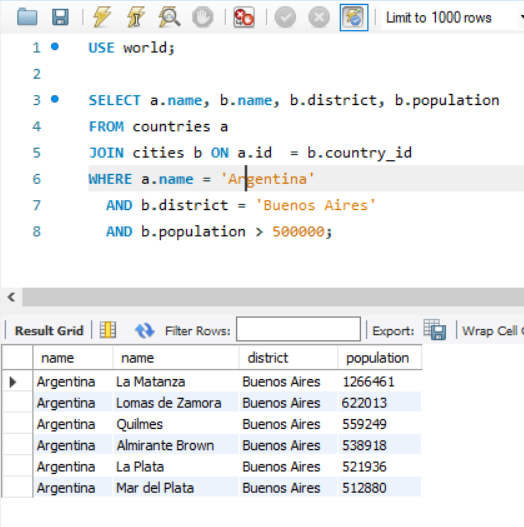 Limit to 1000 rows
1 USE world;
2
3 SELECT a.name, b.name, b.district, b.population
4 FROM countries a
5 JOIN cities b ON a.id  = b.country_id
6 WHERE a.name = 'Argentina'
7 AND b.district = 'Buenos Aires'
8 AND b.population > 500000;
Result Grid Filter Rows: Export: Wrap Cell
name name district population
Argentina La Matanza Buenos Aires 1266461
Argentina Lomas de Zamora Buenos Aires 622013
Argentina Quilmes Buenos Aires 559249
Argentina Almirante Brown Buenos Aires 538918
Argentina La Plata Buenos Aires 521936
Argentina Mar del Plata Buenos Aires 512880